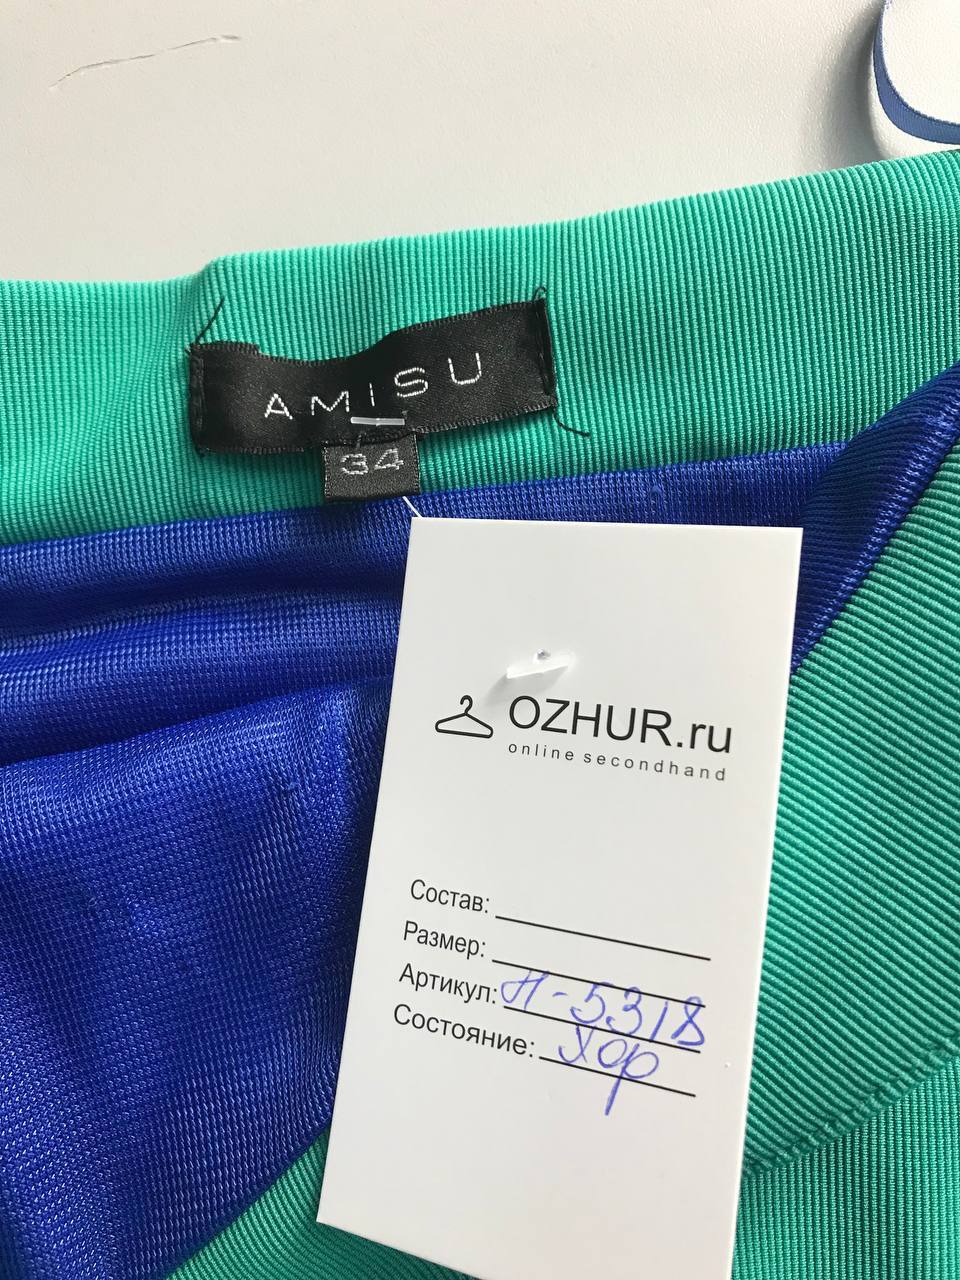 AMISU
34
OZHUR.ru
online secondhand
Состав:
Размер:
Артикул: Н-5318
Состояние: Хор